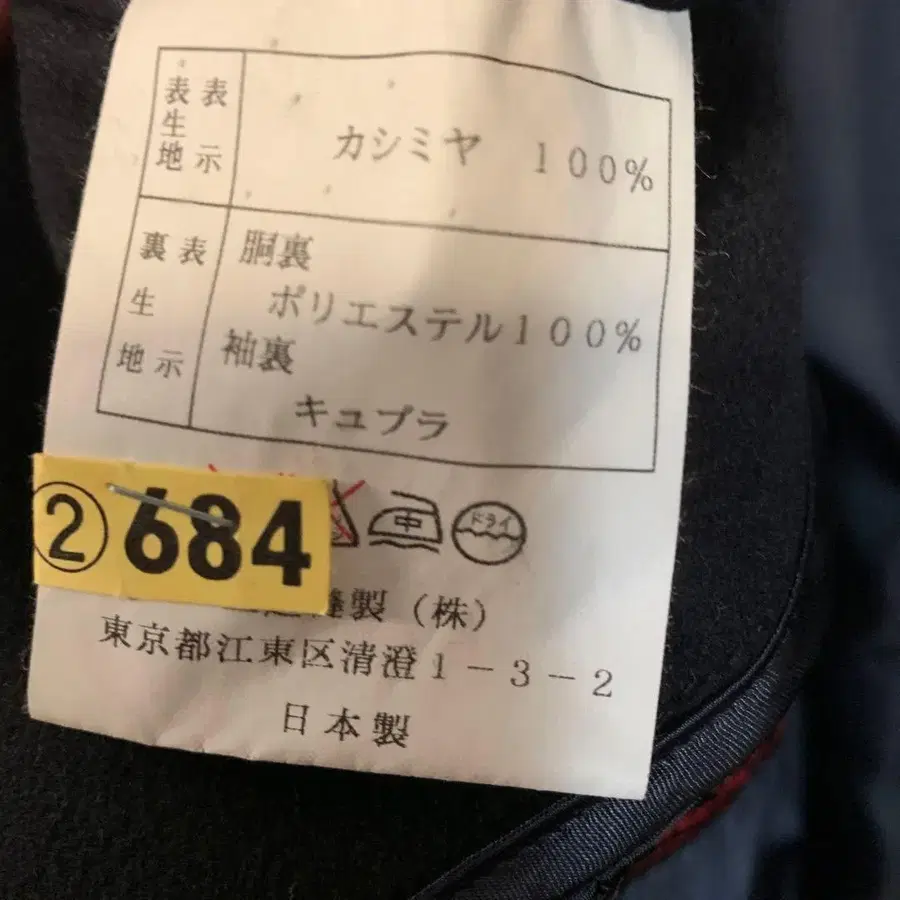 表生地 表示
カシミヤ 100%
裏生地 表示
胴裏
ポリエステル100%
袖裏
キュプラ
②684
中
ドライ
縫製(株)
東京都江東区清澄1-3-2
日本製